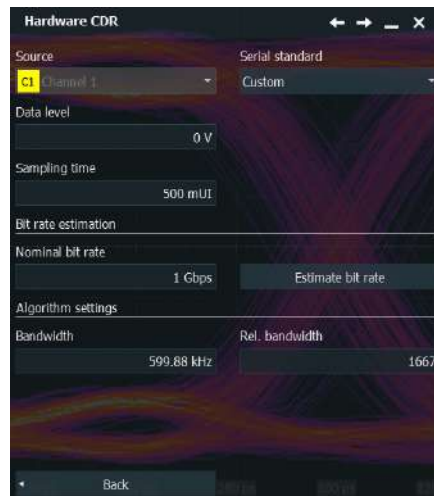 Hardware CDR
Source
Serial standard
C1 Channel 1
Custom
Data level
0 V
Sampling time
500 mUI
Bit rate estimation
Nominal bit rate
1 Gbps
Estimate bit rate
Algorithm settings
Bandwidth
Rel. bandwidth
599.88 kHz
1667
Back